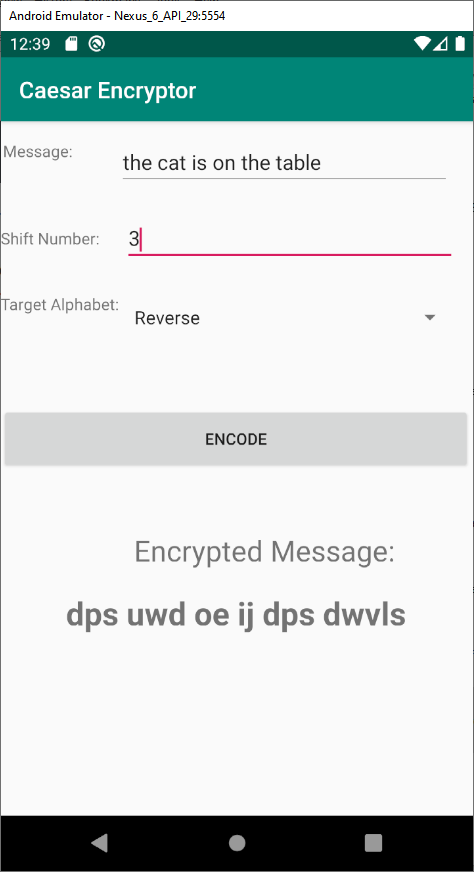 Android Emulator - Nexus_6_API_29:5554
12:39
Caesar Encryptor
Message:
the cat is on the table
Shift Number:
3
Target Alphabet:
Reverse
ENCODE
Encrypted Message:
dps uwd oe ij dps dwvls